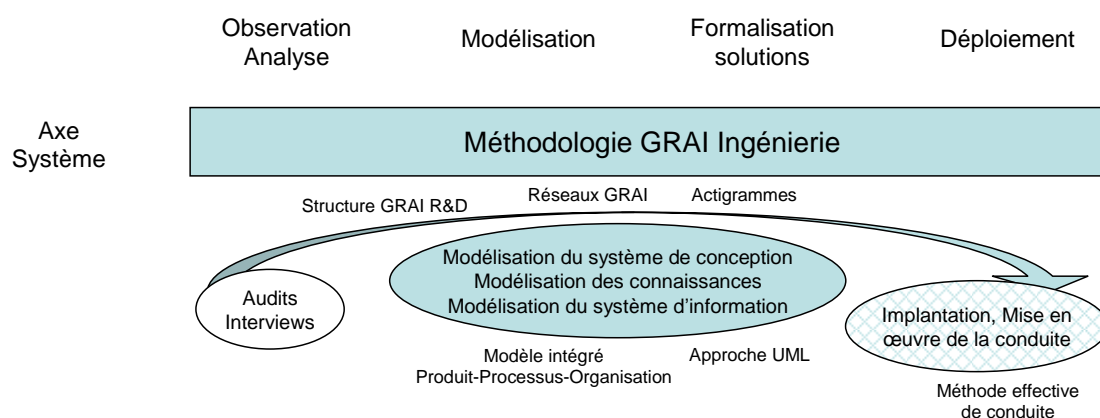 Observation
Analyse
Modélisation
Formalisation
solutions
Déploiement
Axe
Système
Méthodologie GRAI Ingénierie
Structure GRAI R&D
Réseaux GRAI
Actigrammes
Audits
Interviews
Modélisation du système de conception
Modélisation des connaissances
Modélisation du système d'information
Implantation, Mise en
œuvre de la conduite
Modèle intégré
Produit-Processus-Organisation
Approche UML
Méthode effective
de conduite